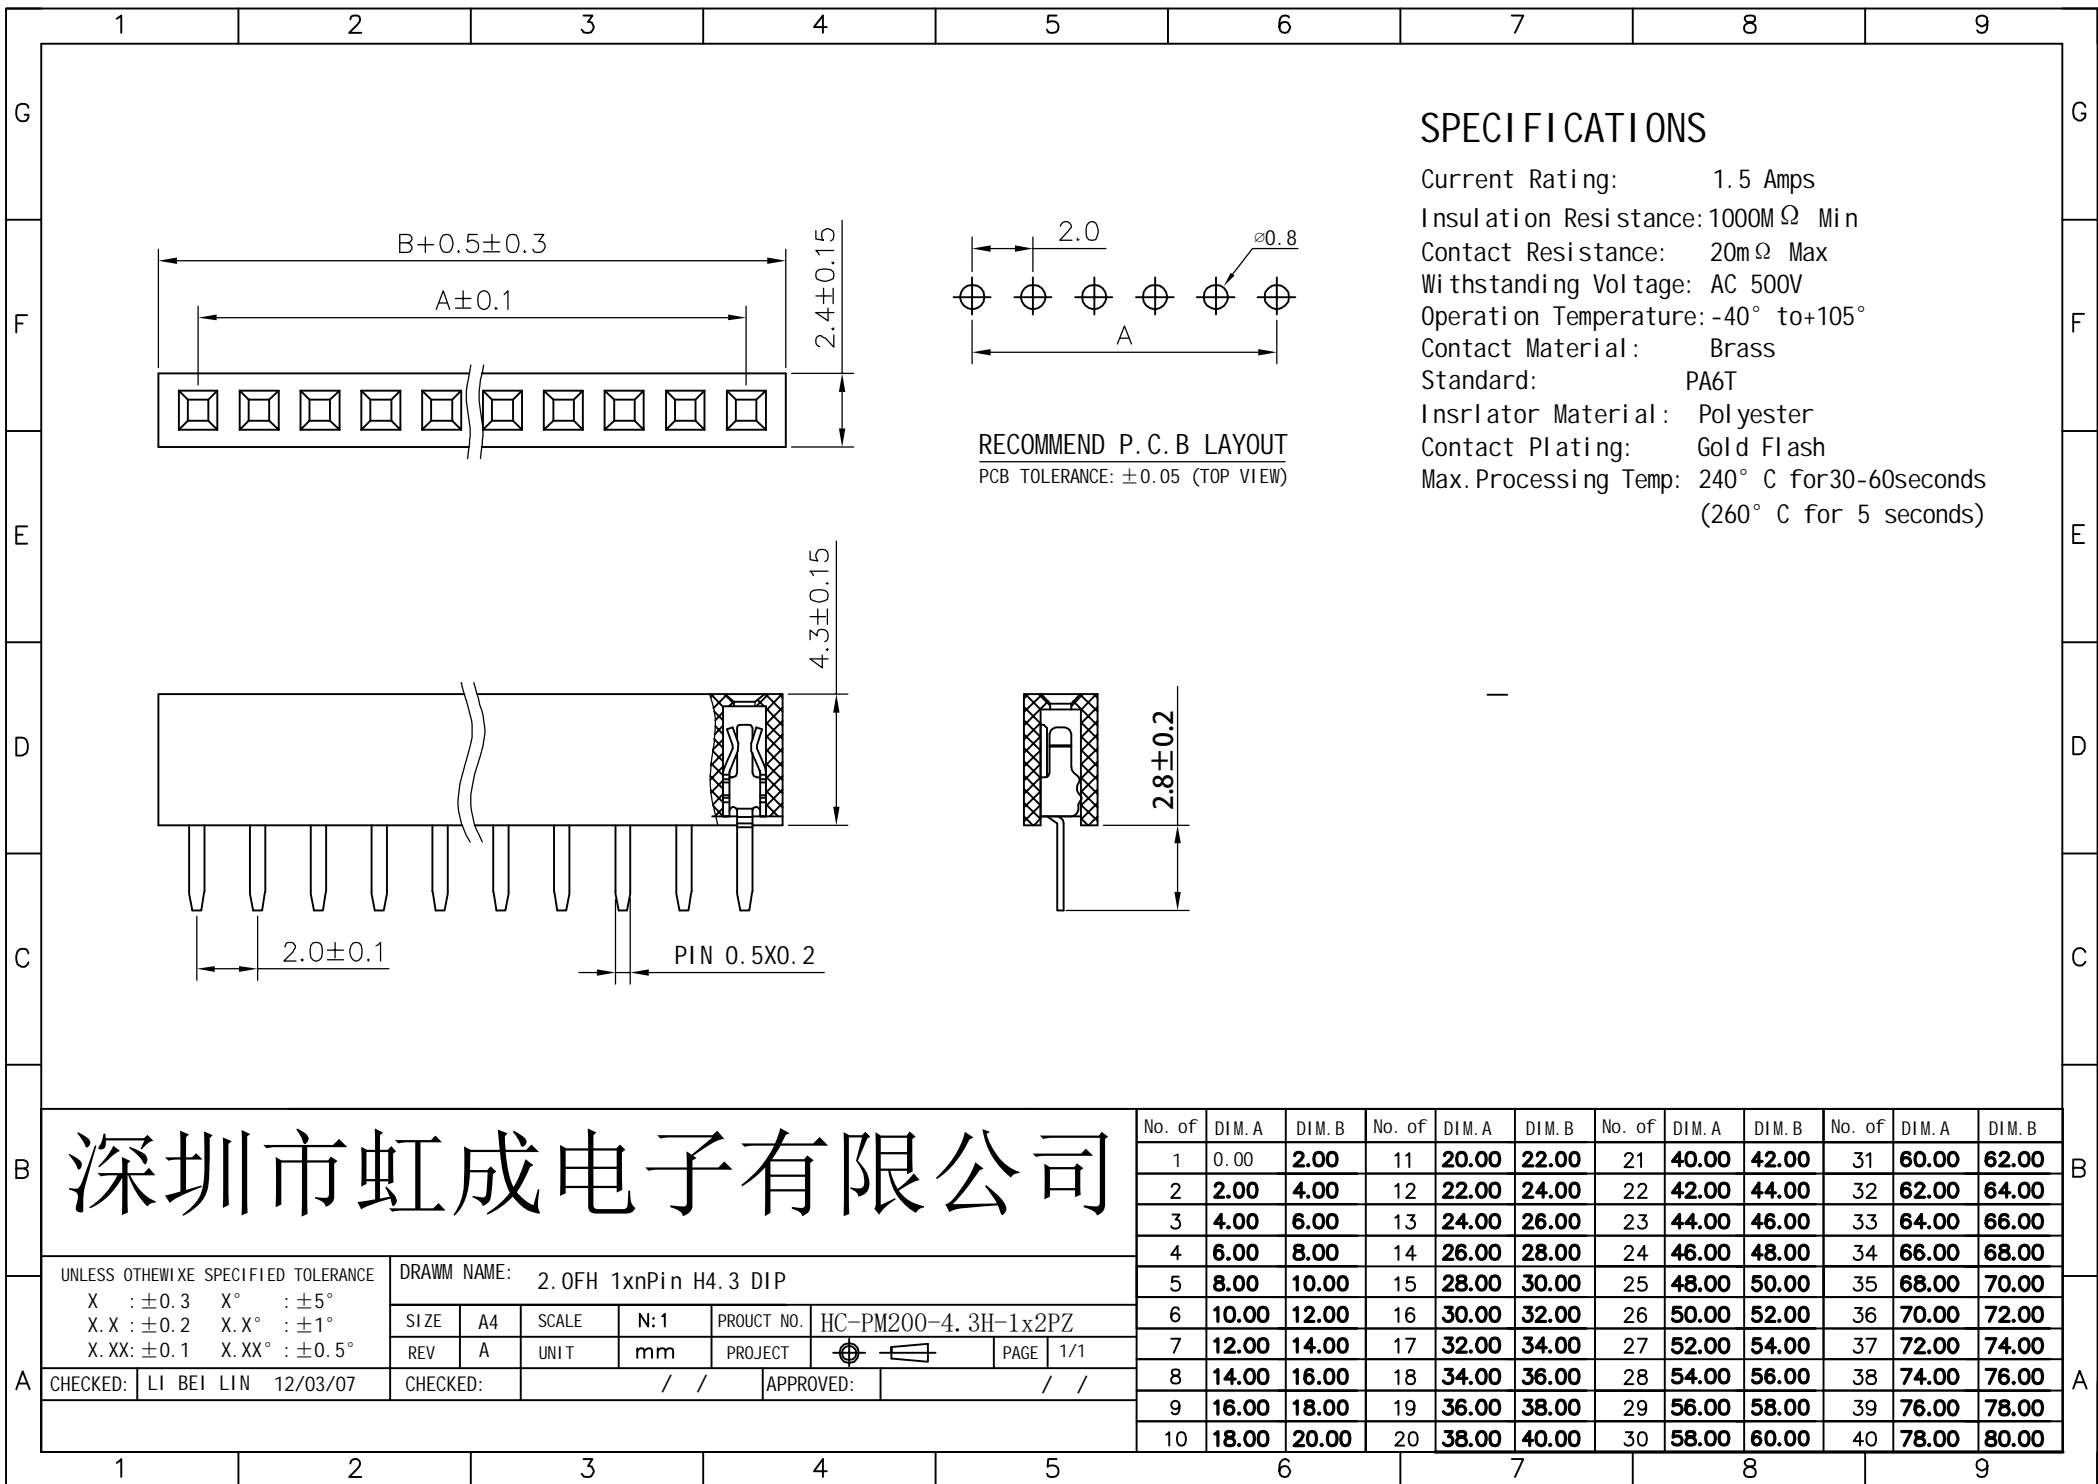 1 2 3 4 5 6 7 8 9
G G
F F
E E
D D
C C
B B
A A
SPECIFICATIONS
Current Rating: 1.5 Amps
Insulation Resistance: 1000MΩ Min
Contact Resistance: 20mΩ Max
Withstanding Voltage: AC 500V
Operation Temperature: -40° to+105°
Contact Material: Brass
Standard: PA6T
Insrlator Material: Polyester
Contact Plating: Gold Flash
Max.Processing Temp: 240° C for30-60seconds
(260° C for 5 seconds)
B+0.5±0.3
A±0.1
2.4±0.15
2.0
⌀0.8
A
RECOMMEND P.C.B LAYOUT
PCB TOLERANCE: ±0.05 (TOP VIEW)
4.3±0.15
2.8±0.2
2.0±0.1
PIN 0.5X0.2
深圳市虹成电子有限公司
UNLESS OTHEWIXE SPECIFIED TOLERANCE
X : ±0.3 X° : ±5°
X.X : ±0.2 X.X° : ±1°
X.XX: ±0.1 X.XX° : ±0.5°
DRAWM NAME: 2.0FH 1xnPin H4.3 DIP
SIZE A4 SCALE N:1 PROUCT NO. HC-PM200-4.3H-1x2PZ
REV A UNIT mm PROJECT PAGE 1/1
CHECKED: LI BEI LIN 12/03/07 CHECKED: / / APPROVED: / /
No. of DIM.A DIM.B No. of DIM.A DIM.B No. of DIM.A DIM.B No. of DIM.A DIM.B
1 0.00 2.00 11 20.00 22.00 21 40.00 42.00 31 60.00 62.00
2 2.00 4.00 12 22.00 24.00 22 42.00 44.00 32 62.00 64.00
3 4.00 6.00 13 24.00 26.00 23 44.00 46.00 33 64.00 66.00
4 6.00 8.00 14 26.00 28.00 24 46.00 48.00 34 66.00 68.00
5 8.00 10.00 15 28.00 30.00 25 48.00 50.00 35 68.00 70.00
6 10.00 12.00 16 30.00 32.00 26 50.00 52.00 36 70.00 72.00
7 12.00 14.00 17 32.00 34.00 27 52.00 54.00 37 72.00 74.00
8 14.00 16.00 18 34.00 36.00 28 54.00 56.00 38 74.00 76.00
9 16.00 18.00 19 36.00 38.00 29 56.00 58.00 39 76.00 78.00
10 18.00 20.00 20 38.00 40.00 30 58.00 60.00 40 78.00 80.00
1 2 3 4 5 6 7 8 9